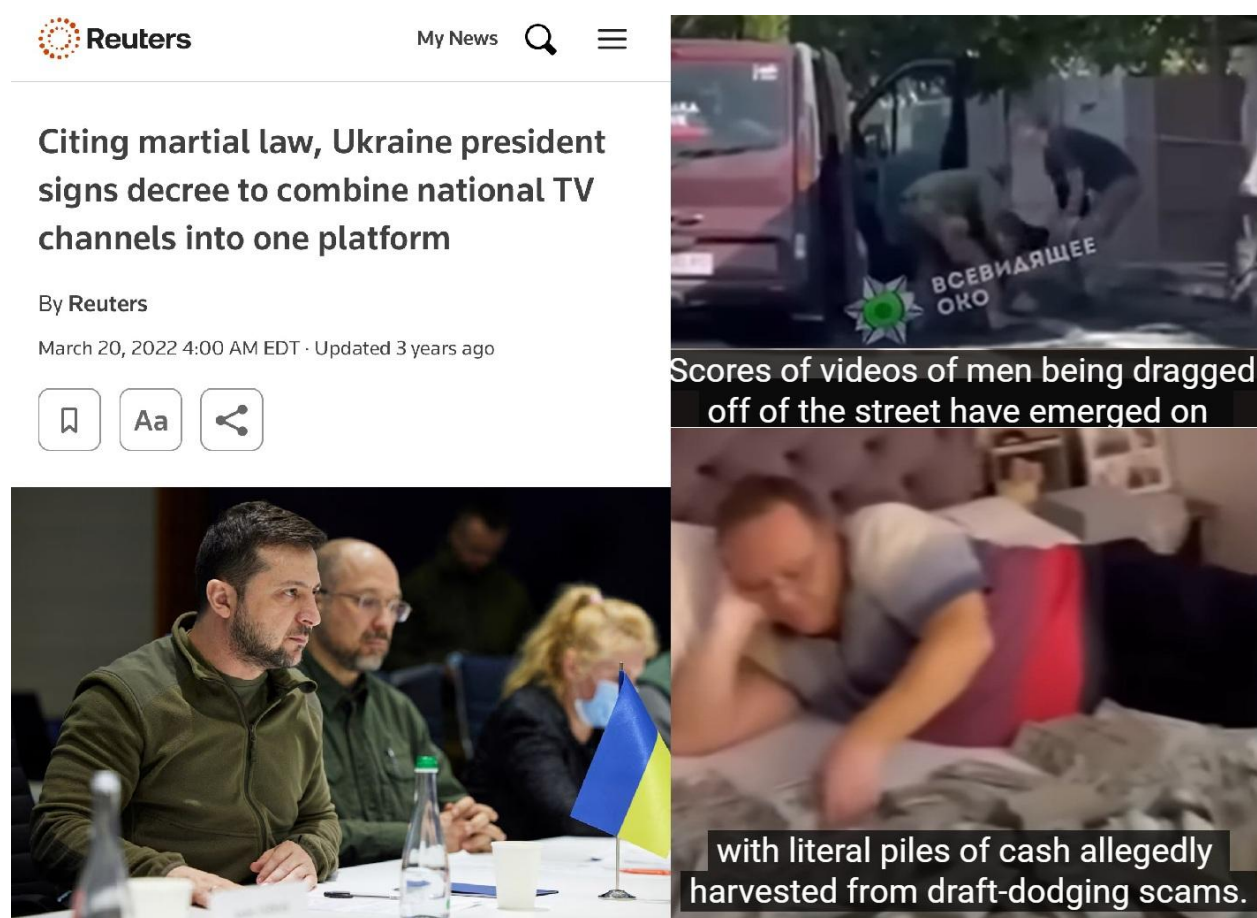 Reuters
My News
Citing martial law, Ukraine president
signs decree to combine national TV
channels into one platform
By Reuters
March 20, 2022 4:00 AM EDT · Updated 3 years ago
Aa
ВСЕВИДЯЩЕЕ
ОКО
Scores of videos of men being dragged
off of the street have emerged on
with literal piles of cash allegedly
harvested from draft-dodging scams.